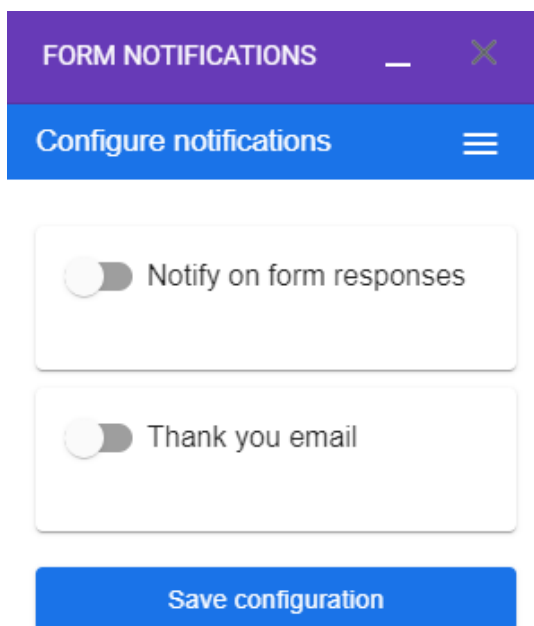 FORM NOTIFICATIONS
Configure notifications
Notify on form responses
Thank you email
Save configuration